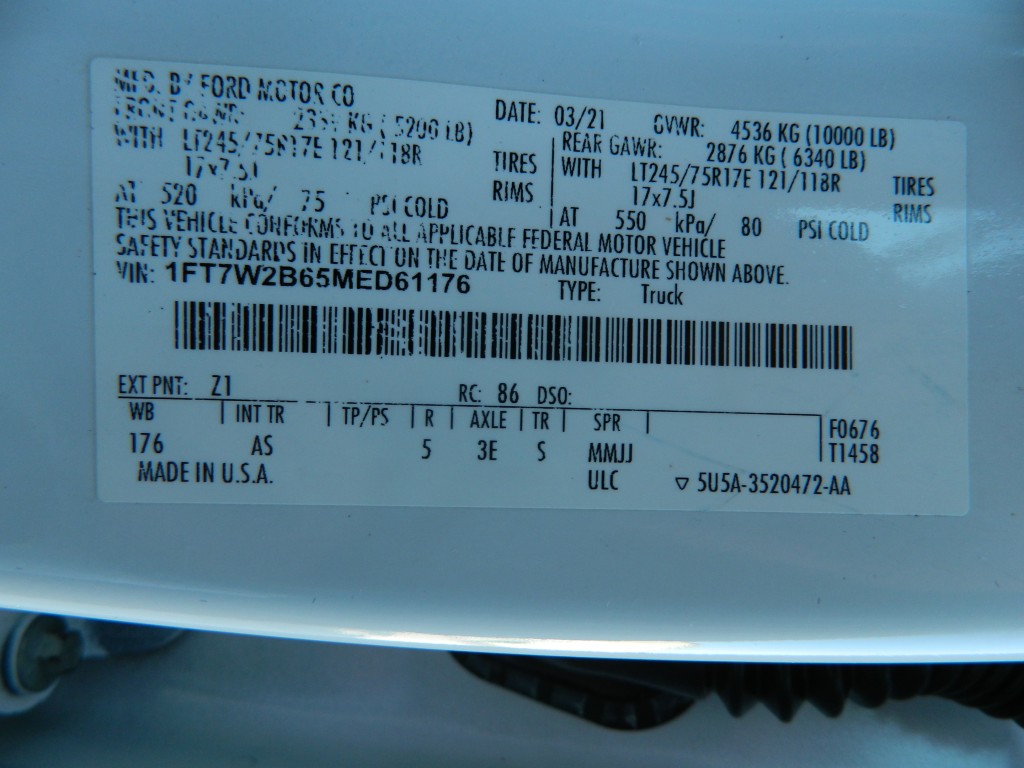 MFD. BY FORD MOTOR CO
DATE: 03/21 GVWR: 4536 KG (10000 LB)
FRONT GAWR: KG (5200 LB) REAR GAWR: 2876 KG ( 6340 LB)
WITH LT245/75R17E 121/118R TIRES WITH LT245/75R17E 121/118R TIRES
17x7.5J RIMS 17x7.5J RIMS
AT 520 kPa/ 75 PSI COLD AT 550 kPa/ 80 PSI COLD
THIS VEHICLE CONFORMS TO ALL APPLICABLE FEDERAL MOTOR VEHICLE
SAFETY STANDARDS IN EFFECT ON THE DATE OF MANUFACTURE SHOWN ABOVE.
VIN: 1FT7W2B65MED61176 TYPE: Truck
EXT PNT: Z1 RC: 86 DSO:
WB INT TR TP/PS R AXLE TR SPR F0676
176 AS 5 3E S MMJJ T1458
MADE IN U.S.A. ULC 5U5A-3520472-AA